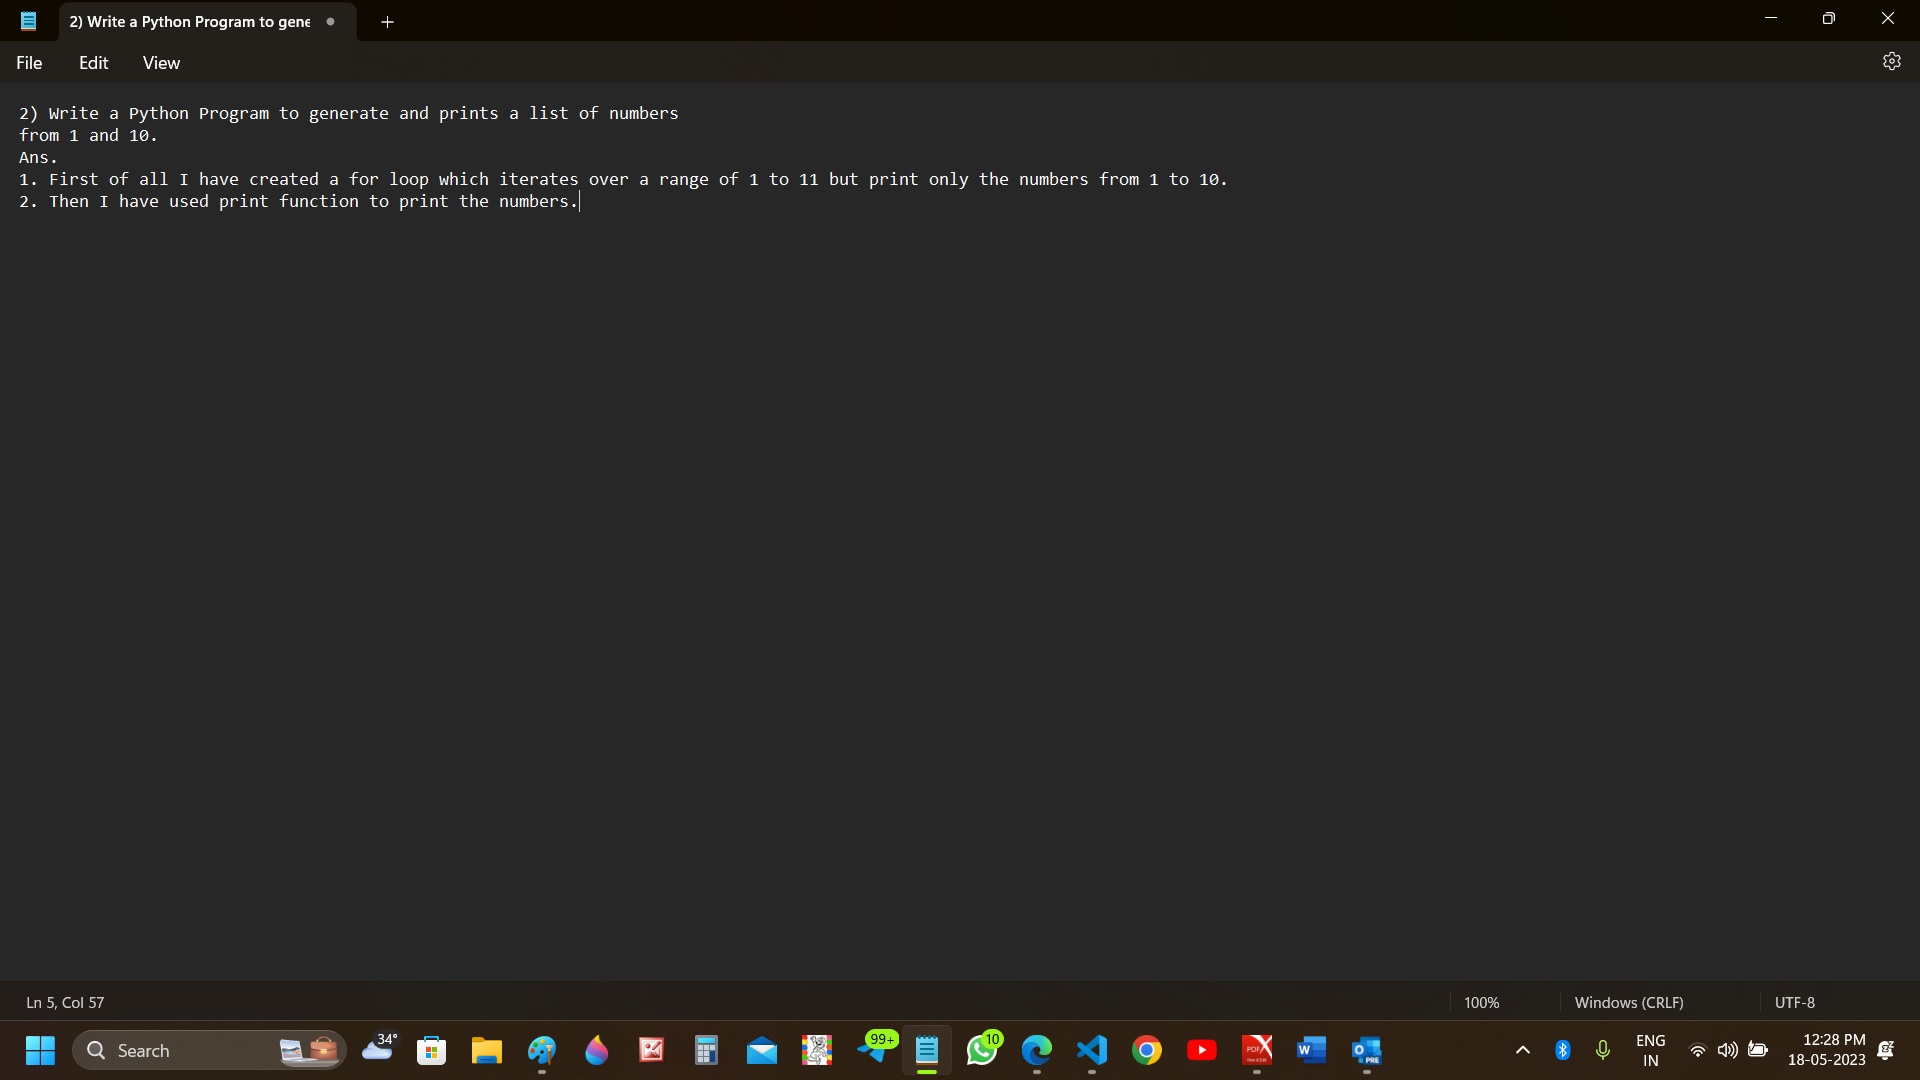 2) Write a Python Program to gene
File Edit View
2) Write a Python Program to generate and prints a list of numbers
from 1 and 10.
Ans.
1. First of all I have created a for loop which iterates over a range of 1 to 11 but print only the numbers from 1 to 10.
2. Then I have used print function to print the numbers.
Ln 5, Col 57 100% Windows (CRLF) UTF-8
Search 34° 99+ 10 PDF W PRE ENG 12:28 PM
IN 18-05-2023